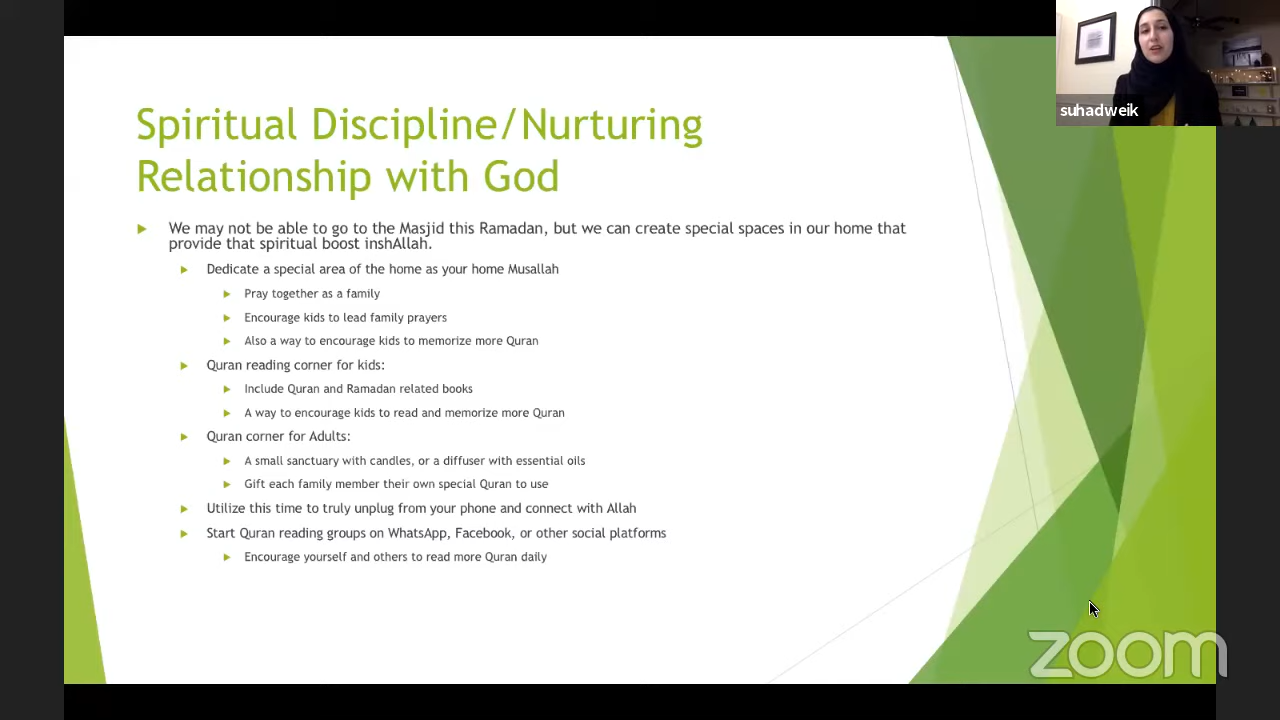 suhadweik
Spiritual Discipline/Nurturing
Relationship with God
We may not be able to go to the Masjid this Ramadan, but we can create special spaces in our home that
provide that spiritual boost inshAllah.
Dedicate a special area of the home as your home Musallah
Pray together as a family
Encourage kids to lead family prayers
Also a way to encourage kids to memorize more Quran
Quran reading corner for kids:
Include Quran and Ramadan related books
A way to encourage kids to read and memorize more Quran
Quran corner for Adults:
A small sanctuary with candles, or a diffuser with essential oils
Gift each family member their own special Quran to use
Utilize this time to truly unplug from your phone and connect with Allah
Start Quran reading groups on WhatsApp, Facebook, or other social platforms
Encourage yourself and others to read more Quran daily
zoom